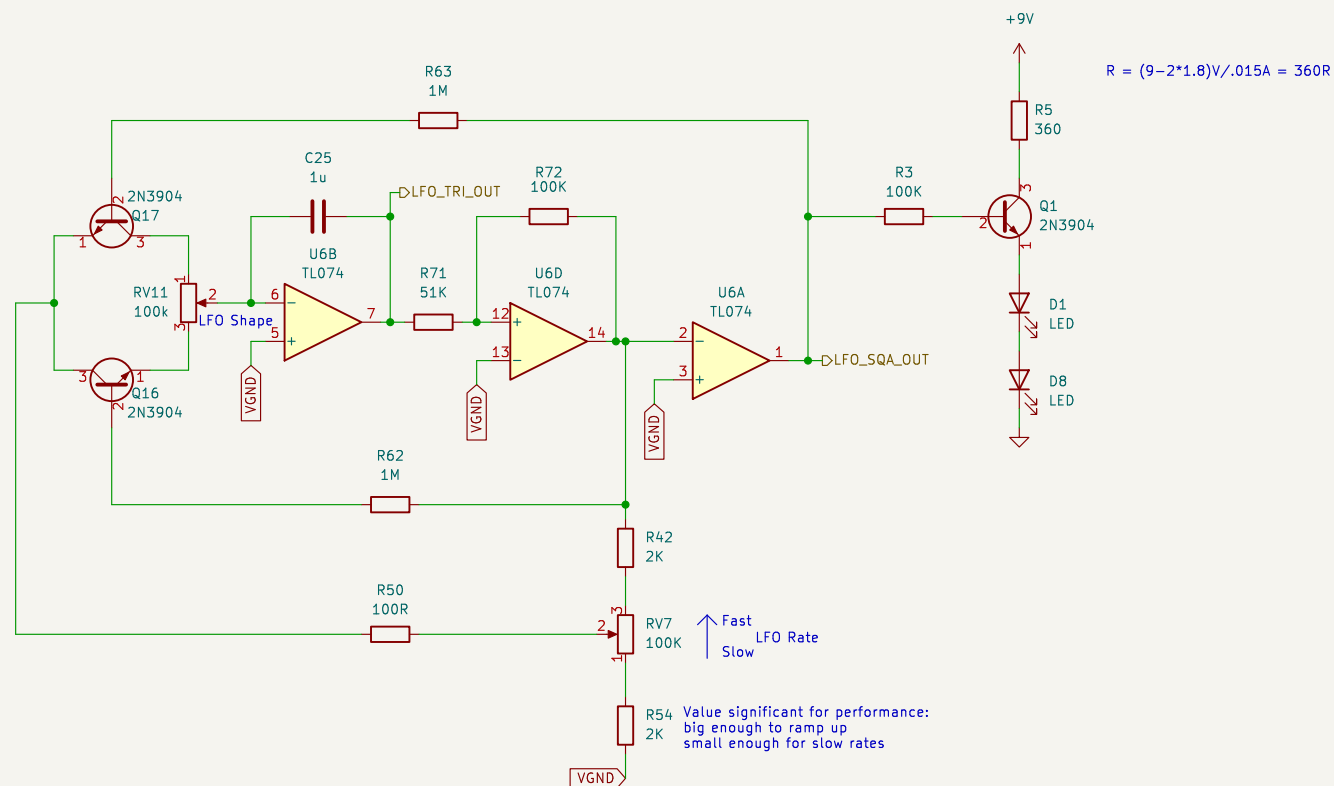 +9V
R = (9-2*1.8)V/.015A = 360R
R63
1M
R5
360
3
C25
1u
R72
100K
R3
100K
LFO_TRI_OUT
2
2N3904
Q17
1
3
Q1
2N3904
2
1
U6B
TL074
R71
51K
U6D
TL074
U6A
TL074
RV11
100k
1
2
3
LFO Shape
6
-
5
+
7
VGND
12
+
13
-
14
VGND
2
-
3
+
1
VGND
LFO_SQA_OUT
D1
LED
D8
LED
3
1
2
Q16
2N3904
R62
1M
R42
2K
R50
100R
3
2
1
RV7
100K
Fast
LFO Rate
Slow
R54
2K
Value significant for performance:
big enough to ramp up
small enough for slow rates
VGND